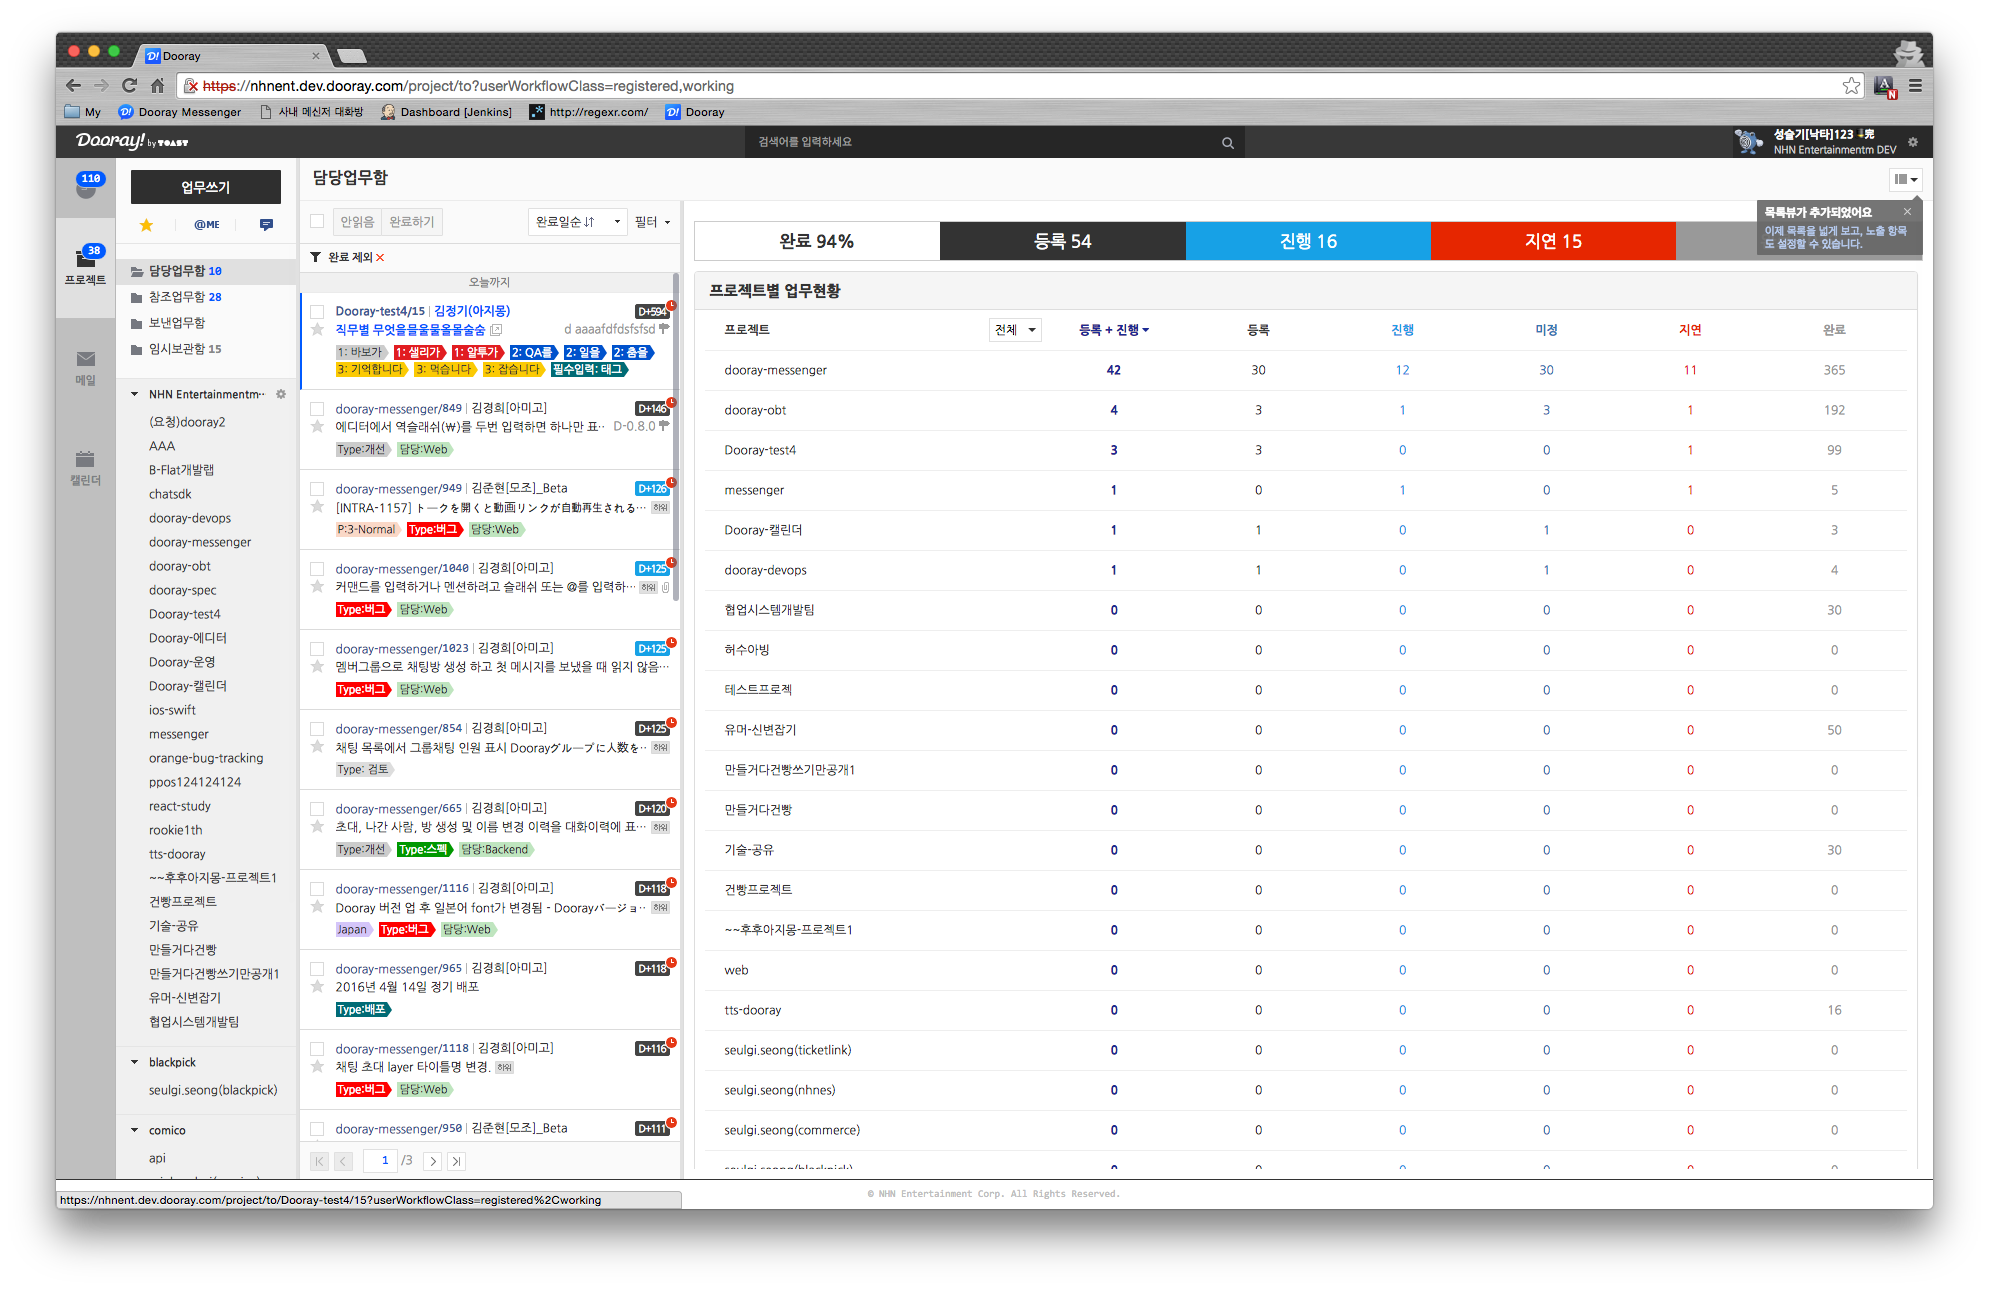 Dooray
https://nhnent.dev.dooray.com/project/to?userWorkflowClass=registered,working
My Dooray Messenger 사내 메신저 대화방 Dashboard [Jenkins] http://regexr.com/ Dooray
Dooray! by TOAST
검색어를 입력하세요
성슬기[낙타]123
NHN Entertainmentm DEV
110
38
프로젝트
메일
캘린더
업무쓰기
@ME
담당업무함 10
참조업무함 28
보낸업무함
임시보관함 15
NHN Entertainmentm··
(요청)dooray2
AAA
B-Flat개발랩
chatsdk
dooray-devops
dooray-messenger
dooray-obt
dooray-spec
Dooray-test4
Dooray-에디터
Dooray-운영
Dooray-캘린더
ios-swift
messenger
orange-bug-tracking
ppos124124124
react-study
rookie1th
tts-dooray
~~후후아지몽-프로젝트1
건빵프로젝트
기술-공유
만들거다건빵
만들거다건빵쓰기만공개1
유머-신변잡기
협업시스템개발팀
blackpick
seulgi.seong(blackpick)
comico
api
담당업무함
안읽음 완료하기 완료일순 필터
완료 제외
오늘까지
Dooray-test4/15 | 김정기(아지몽) D+594
직무별 무엇을믈울물올몰술숨 d aaaafdfdsfsfsd
1: 바보가 1: 샐리가 1: 알투가 2: QA를 2: 일을 2: 춤을
3: 기억합니다 3: 먹습니다 3: 잡습니다 필수입력: 태그
dooray-messenger/849 | 김경희[아미고] D+146
에디터에서 역슬래쉬(₩)를 두번 입력하면 하나만 표·· D-0.8.0
Type:개선 담당:Web
dooray-messenger/949 | 김준현[모조]_Beta D+126
[INTRA-1157] トークを開くと動画リンクが自動再生される··· 하위
P:3-Normal Type:버그 담당:Web
dooray-messenger/1040 | 김경희[아미고] D+125
커맨드를 입력하거나 멘션하려고 슬래쉬 또는 @를 입력하··· 하위
Type:버그 담당:Web
dooray-messenger/1023 | 김경희[아미고] D+125
멤버그룹으로 채팅방 생성 하고 첫 메시지를 보냈을 때 읽지 않음···
Type:버그 담당:Web
dooray-messenger/854 | 김경희[아미고] D+125
채팅 목록에서 그룹채팅 인원 표시 Doorayグループに人数を·· 하위
Type: 검토
dooray-messenger/665 | 김경희[아미고] D+120
초대, 나간 사람, 방 생성 및 이름 변경 이력을 대화이력에 표··· 하위
Type:개선 Type:스펙 담당:Backend
dooray-messenger/1116 | 김경희[아미고] D+118
Dooray 버전 업 후 일본어 font가 변경됨 - Doorayバージョ·· 하위
Japan Type:버그 담당:Web
dooray-messenger/965 | 김경희[아미고] D+118
2016년 4월 14일 정기 배포
Type:배포
dooray-messenger/1118 | 김경희[아미고] D+116
채팅 초대 layer 타이틀명 변경. 하위
Type:버그 담당:Web
dooray-messenger/950 | 김준현[모조]_Beta D+111
1 /3
목록뷰가 추가되었어요
이제 목록을 넓게 보고, 노출 항목
도 설정할 수 있습니다.
완료 94% 등록 54 진행 16 지연 15
프로젝트별 업무현황
프로젝트 전체 등록 + 진행 등록 진행 미정 지연 완료
dooray-messenger 42 30 12 30 11 365
dooray-obt 4 3 1 3 1 192
Dooray-test4 3 3 0 0 1 99
messenger 1 0 1 0 1 5
Dooray-캘린더 1 1 0 1 0 3
dooray-devops 1 1 0 1 0 4
협업시스템개발팀 0 0 0 0 0 30
허수아빙 0 0 0 0 0 0
테스트프로젝 0 0 0 0 0 0
유머-신변잡기 0 0 0 0 0 50
만들거다건빵쓰기만공개1 0 0 0 0 0 0
만들거다건빵 0 0 0 0 0 0
기술-공유 0 0 0 0 0 30
건빵프로젝트 0 0 0 0 0 0
~~후후아지몽-프로젝트1 0 0 0 0 0 0
web 0 0 0 0 0 0
tts-dooray 0 0 0 0 0 16
seulgi.seong(ticketlink) 0 0 0 0 0 0
seulgi.seong(nhnes) 0 0 0 0 0 0
seulgi.seong(commerce) 0 0 0 0 0 0
© NHN Entertainment Corp. All Rights Reserved.
https://nhnent.dev.dooray.com/project/to/Dooray-test4/15?userWorkflowClass=registered%2Cworking